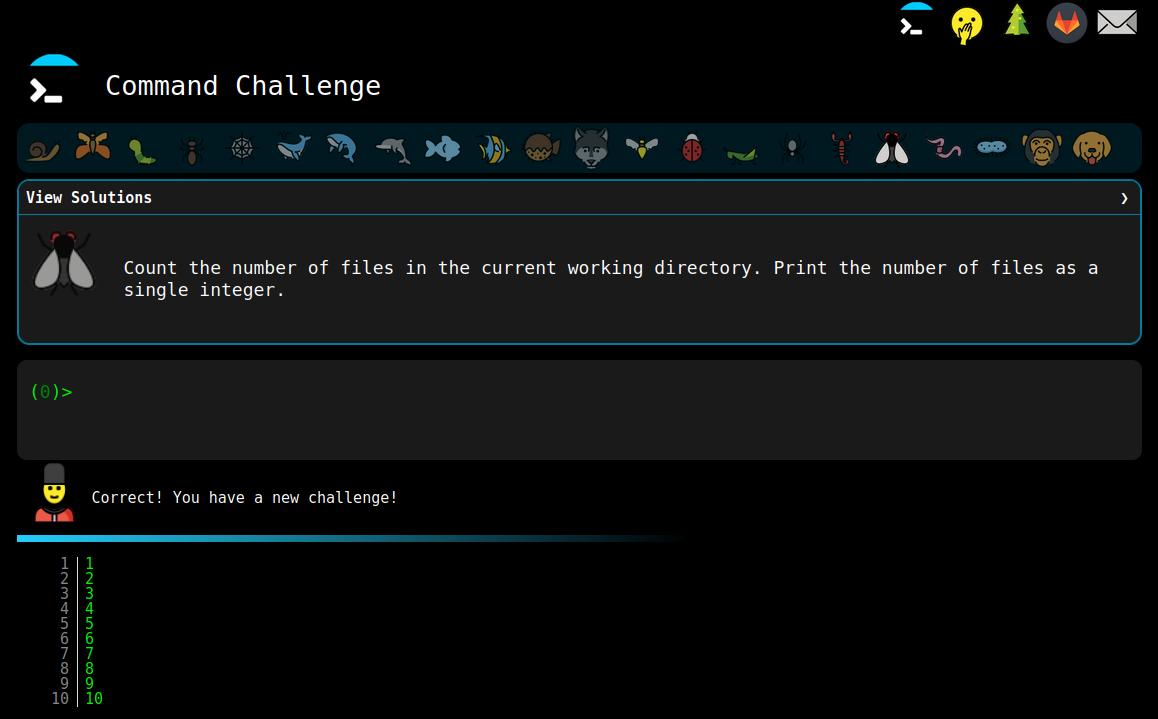 Command Challenge
View Solutions ❯
Count the number of files in the current working directory. Print the number of files as a
single integer.
(0)>
Correct! You have a new challenge!
1 1
2 2
3 3
4 4
5 5
6 6
7 7
8 8
9 9
10 10